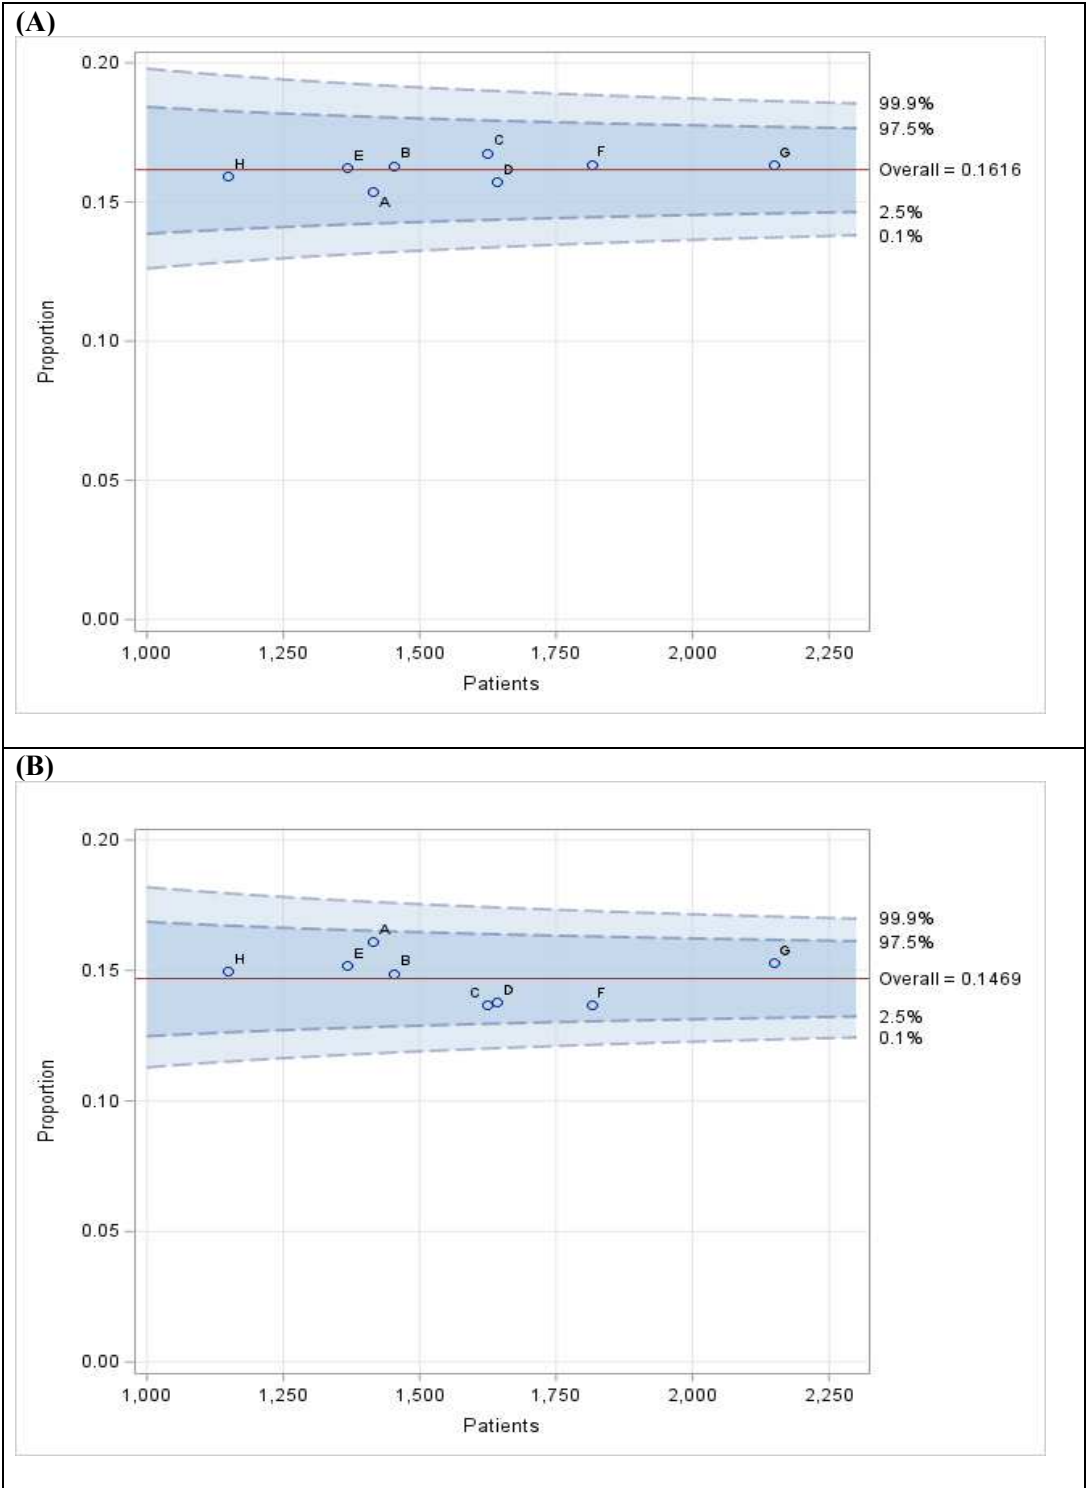 (A)
0.20
99.9%
97.5%
C
E B F G
H D Overall = 0.1616
0.15 A
2.5%
0.1%
0.10
Proportion
0.05
0.00
1,000 1,250 1,500 1,750 2,000 2,250
Patients
(B)
0.20
99.9%
97.5%
A
H E B G
0.15 Overall = 0.1469
C D F
2.5%
0.1%
0.10
Proportion
0.05
0.00
1,000 1,250 1,500 1,750 2,000 2,250
Patients